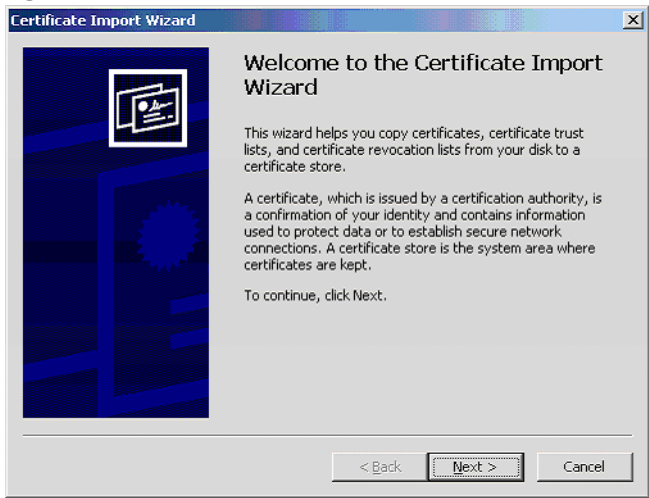 Certificate Import Wizard
Welcome to the Certificate Import
Wizard
This wizard helps you copy certificates, certificate trust
lists, and certificate revocation lists from your disk to a
certificate store.
A certificate, which is issued by a certification authority, is
a confirmation of your identity and contains information
used to protect data or to establish secure network
connections. A certificate store is the system area where
certificates are kept.
To continue, click Next.
< Back Next > Cancel